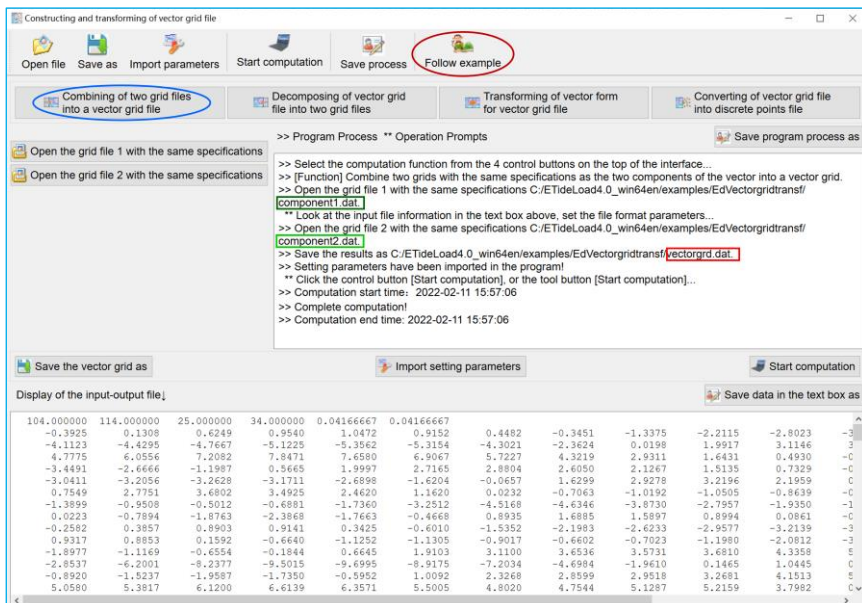 Constructing and transforming of vector grid file
Open file Save as Import parameters Start computation Save process Follow example
Combining of two grid files
into a vector grid file
Decomposing of vector grid
file into two grid files
Transforming of vector form
for vector grid file
Converting of vector grid file
into discrete points file
>> Program Process ** Operation Prompts
Save program process as
Open the grid file 1 with the same specifications
Open the grid file 2 with the same specifications
>> Select the computation function from the 4 control buttons on the top of the interface...
>> [Function] Combine two grids with the same specifications as the two components of the vector into a vector grid.
>> Open the grid file 1 with the same specifications C:/ETideLoad4.0_win64en/examples/EdVectorgridtransf/
component1.dat.
** Look at the input file information in the text box above, set the file format parameters...
>> Open the grid file 2 with the same specifications C:/ETideLoad4.0_win64en/examples/EdVectorgridtransf/
component2.dat.
>> Save the results as C:/ETideLoad4.0_win64en/examples/EdVectorgridtransf/vectorgrd.dat.
>> Setting parameters have been imported in the program!
** Click the control button [Start computation], or the tool button [Start computation]...
>> Computation start time: 2022-02-11 15:57:06
>> Complete computation!
>> Computation end time: 2022-02-11 15:57:06
Save the vector grid as Import setting parameters Start computation
Display of the input-output file↓ Save data in the text box as
104.000000 114.000000 25.000000 34.000000 0.04166667 0.04166667
-0.3925 0.1308 0.6249 0.9540 1.0472 0.9152 0.4482 -0.3451 -1.3375 -2.2115 -2.8023 -3
-4.1123 -4.4295 -4.7667 -5.1225 -5.3562 -5.3154 -4.3021 -2.3624 0.0198 1.9917 3.1146 3
4.7775 6.0556 7.2082 7.8471 7.6580 6.9067 5.7227 4.3219 2.9311 1.6431 0.4930 -0
-3.4491 -2.6666 -1.1987 0.5665 1.9997 2.7165 2.8804 2.6050 2.1267 1.5135 0.7329 -0
-3.0411 -3.2056 -3.2628 -3.1711 -2.6898 -1.6204 -0.0657 1.6299 2.9278 3.2196 2.1959 0
0.7549 2.7751 3.6802 3.4925 2.4620 1.1620 0.0232 -0.7063 -1.0192 -1.0505 -0.8639 -0
-1.3899 -0.9508 -0.5012 -0.6881 -1.7360 -3.2512 -4.5168 -4.6346 -3.8730 -2.7957 -1.9350 -1
0.0223 -0.7894 -1.8763 -2.3868 -1.7663 -0.4668 0.8935 1.6885 1.5897 0.8994 0.0861 -0
-0.2582 0.3857 0.8903 0.9141 0.3425 -0.6010 -1.5352 -2.1983 -2.6233 -2.9577 -3.2139 -3
0.9317 0.8853 0.1592 -0.6640 -1.1252 -1.1305 -0.9017 -0.6602 -0.7023 -1.1980 -2.0812 -3
-1.8977 -1.1169 -0.6554 -0.1844 0.6645 1.9103 3.1100 3.6536 3.5731 3.6810 4.3358 5
-2.8537 -6.2001 -8.2377 -9.5015 -9.6995 -8.9175 -7.2034 -4.6984 -1.9610 0.1465 1.0445 0
-0.8920 -1.5237 -1.9587 -1.7350 -0.5952 1.0092 2.3268 2.8599 2.9518 3.2681 4.1513 5
5.0580 5.3817 6.1200 6.6139 6.3571 5.5005 4.8020 4.7544 5.1287 5.2159 3.7982 0